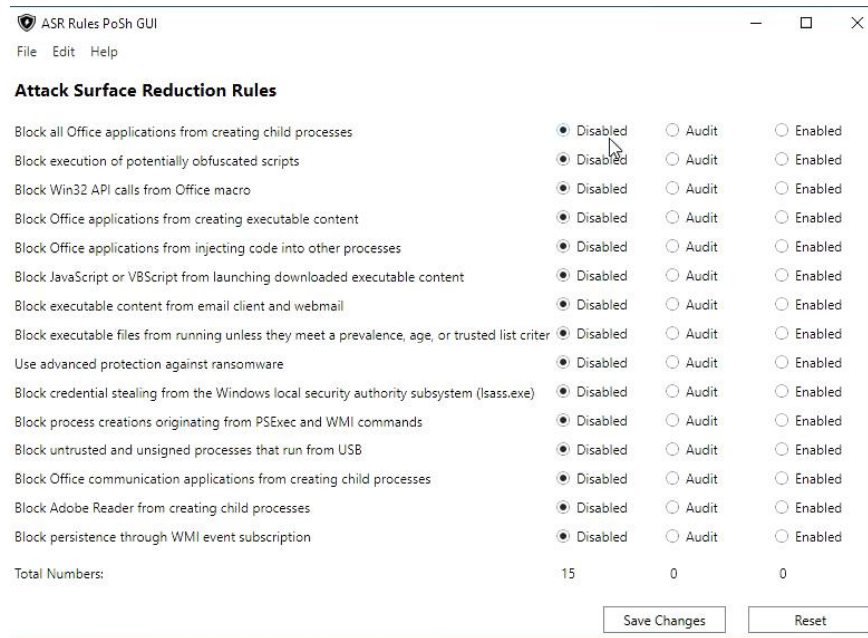 ASR Rules PoSh GUI
File Edit Help
Attack Surface Reduction Rules
Block all Office applications from creating child processes Disabled Audit Enabled
Block execution of potentially obfuscated scripts Disabled Audit Enabled
Block Win32 API calls from Office macro Disabled Audit Enabled
Block Office applications from creating executable content Disabled Audit Enabled
Block Office applications from injecting code into other processes Disabled Audit Enabled
Block JavaScript or VBScript from launching downloaded executable content Disabled Audit Enabled
Block executable content from email client and webmail Disabled Audit Enabled
Block executable files from running unless they meet a prevalence, age, or trusted list criter Disabled Audit Enabled
Use advanced protection against ransomware Disabled Audit Enabled
Block credential stealing from the Windows local security authority subsystem (lsass.exe) Disabled Audit Enabled
Block process creations originating from PSExec and WMI commands Disabled Audit Enabled
Block untrusted and unsigned processes that run from USB Disabled Audit Enabled
Block Office communication applications from creating child processes Disabled Audit Enabled
Block Adobe Reader from creating child processes Disabled Audit Enabled
Block persistence through WMI event subscription Disabled Audit Enabled
Total Numbers: 15 0 0
Save Changes Reset